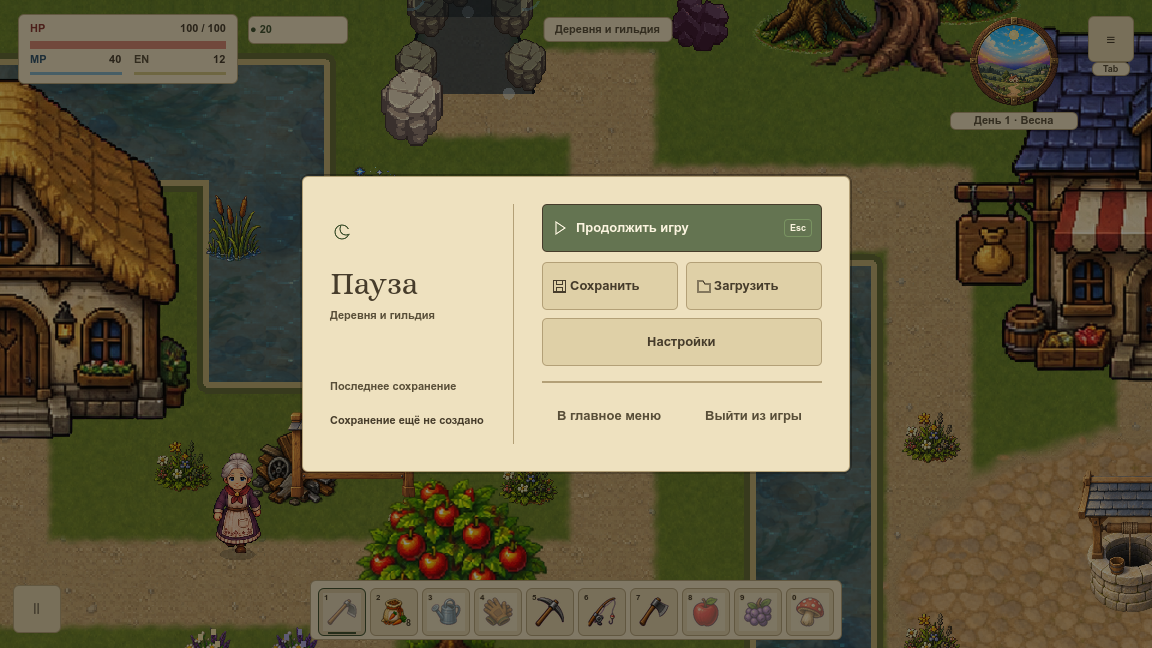 HP 100 / 100
MP 40 EN 12
20
Деревня и гильдия
≡
Tab
День 1 · Весна
Пауза
Деревня и гильдия
Последнее сохранение
Сохранение ещё не создано
Продолжить игру Esc
Сохранить Загрузить
Настройки
В главное меню Выйти из игры
1 2 3 4 5 6 7 8 9 0
8